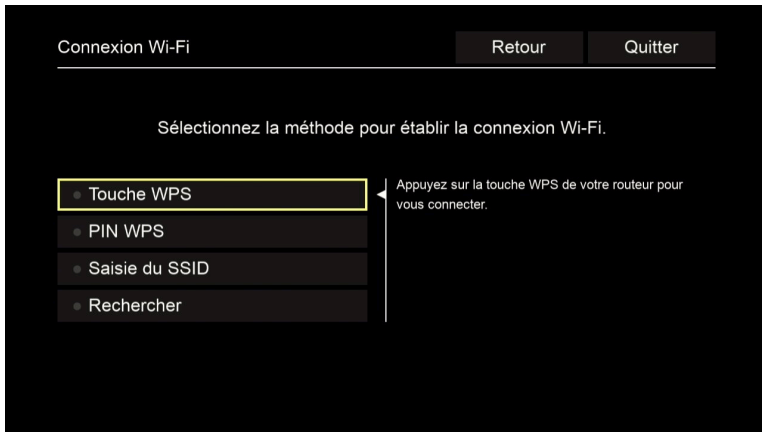 Connexion Wi-Fi
Retour
Quitter
Sélectionnez la méthode pour établir la connexion Wi-Fi.
Touche WPS
PIN WPS
Saisie du SSID
Rechercher
Appuyez sur la touche WPS de votre routeur pour
vous connecter.